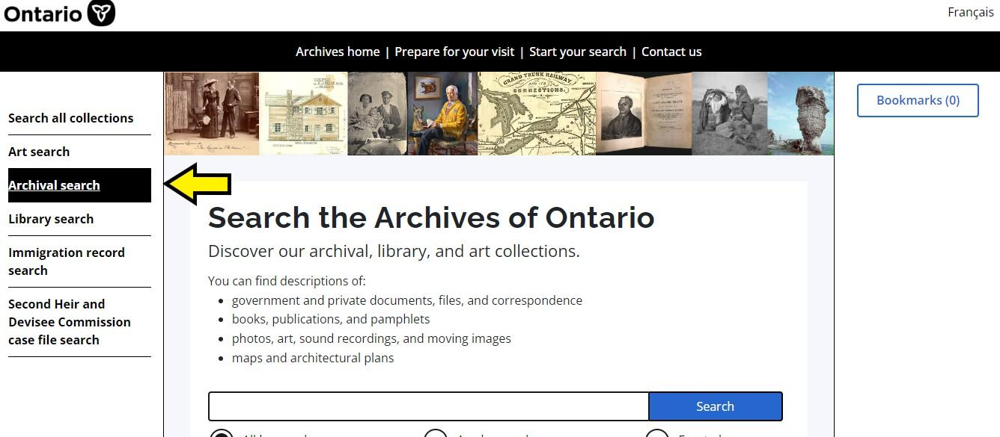 Ontario
Français
Archives home | Prepare for your visit | Start your search | Contact us
GRAND TRUNK RAILWAY,
AND ITS
CONNECTIONS.
Bookmarks (0)
Search all collections
Art search
Archival search
Library search
Immigration record
search
Second Heir and
Devisee Commission
case file search
Search the Archives of Ontario
Discover our archival, library, and art collections.
You can find descriptions of:
• government and private documents, files, and correspondence
• books, publications, and pamphlets
• photos, art, sound recordings, and moving images
• maps and architectural plans
Search